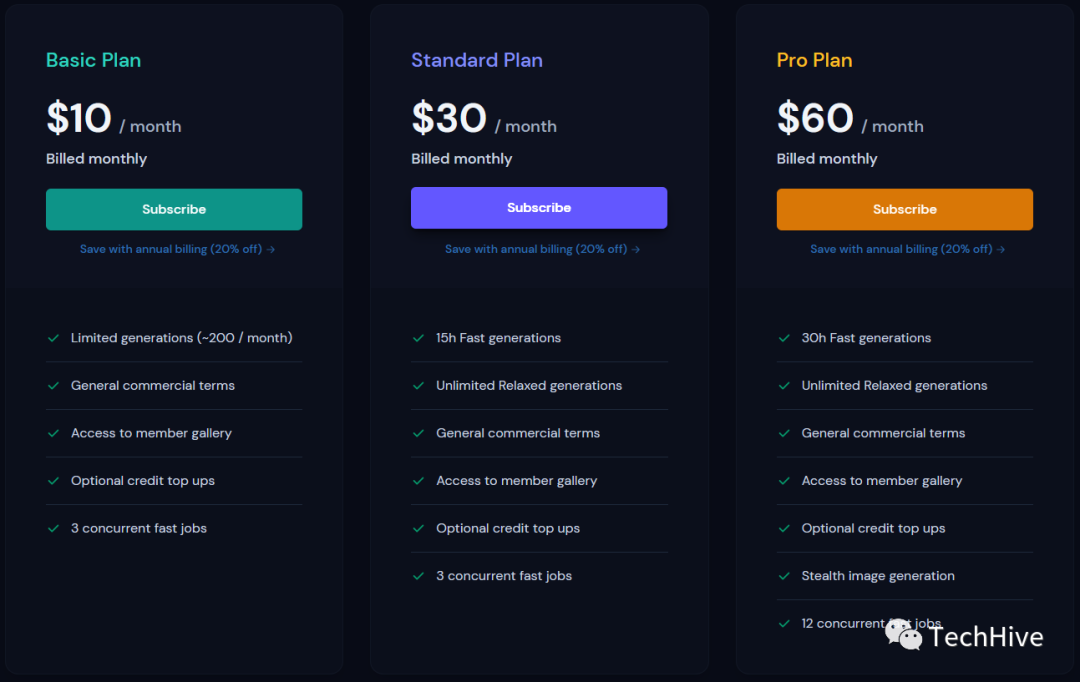 Basic Plan
$10 / month
Billed monthly
Subscribe
Save with annual billing (20% off) →
Limited generations (~200 / month)
General commercial terms
Access to member gallery
Optional credit top ups
3 concurrent fast jobs
Standard Plan
$30 / month
Billed monthly
Subscribe
Save with annual billing (20% off) →
15h Fast generations
Unlimited Relaxed generations
General commercial terms
Access to member gallery
Optional credit top ups
3 concurrent fast jobs
Pro Plan
$60 / month
Billed monthly
Subscribe
Save with annual billing (20% off) →
30h Fast generations
Unlimited Relaxed generations
General commercial terms
Access to member gallery
Optional credit top ups
Stealth image generation
12 concurrent fast jobs
TechHive